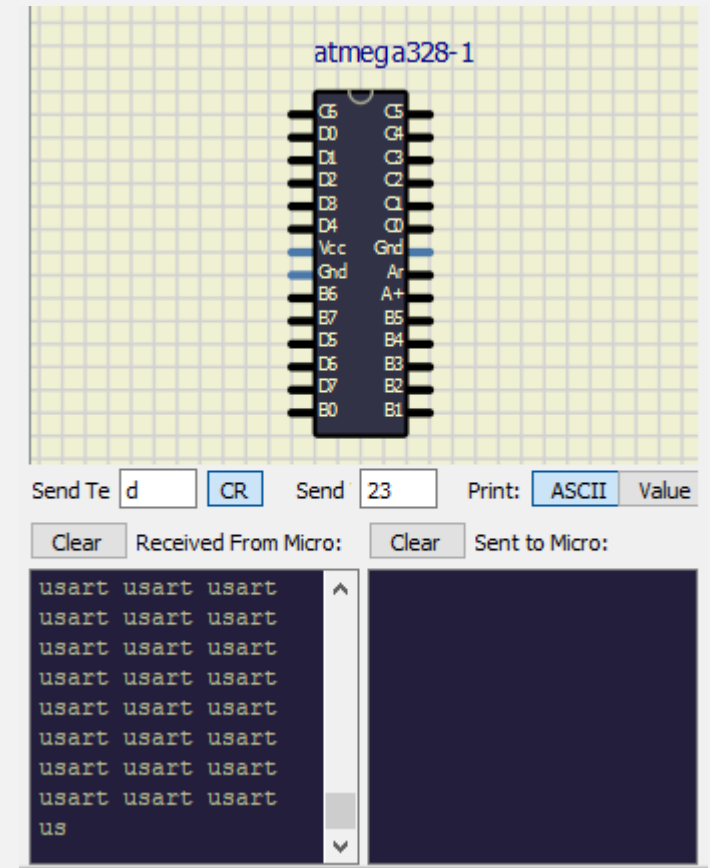 atmega328-1
C6 C5
D0 C4
D1 C3
D2 C2
D3 C1
D4 C0
Vcc Gnd
Gnd Ar
B6 A+
B7 B5
D5 B4
D6 B3
D7 B2
B0 B1
Send Te d CR Send 23 Print: ASCII Value
Clear Received From Micro: Clear Sent to Micro:
usart usart usart
usart usart usart
usart usart usart
usart usart usart
usart usart usart
usart usart usart
usart usart usart
usart usart usart
us